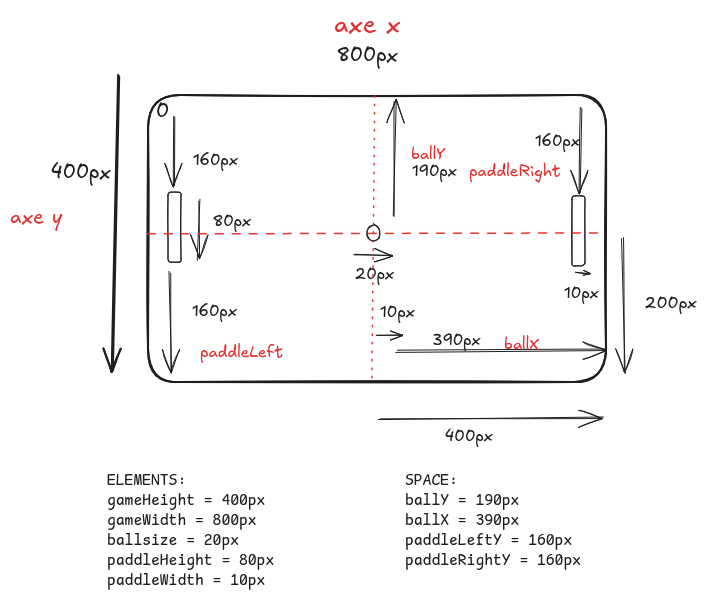 axe x
800px
0
160px
ballY
190px
paddleRight
160px
400px
axe y
80px
20px
10px
200px
160px
10px
390px
ballX
paddleLeft
400px
ELEMENTS:
gameHeight = 400px
gameWidth = 800px
ballsize = 20px
paddleHeight = 80px
paddleWidth = 10px
SPACE:
ballY = 190px
ballX = 390px
paddleLeftY = 160px
paddleRightY = 160px